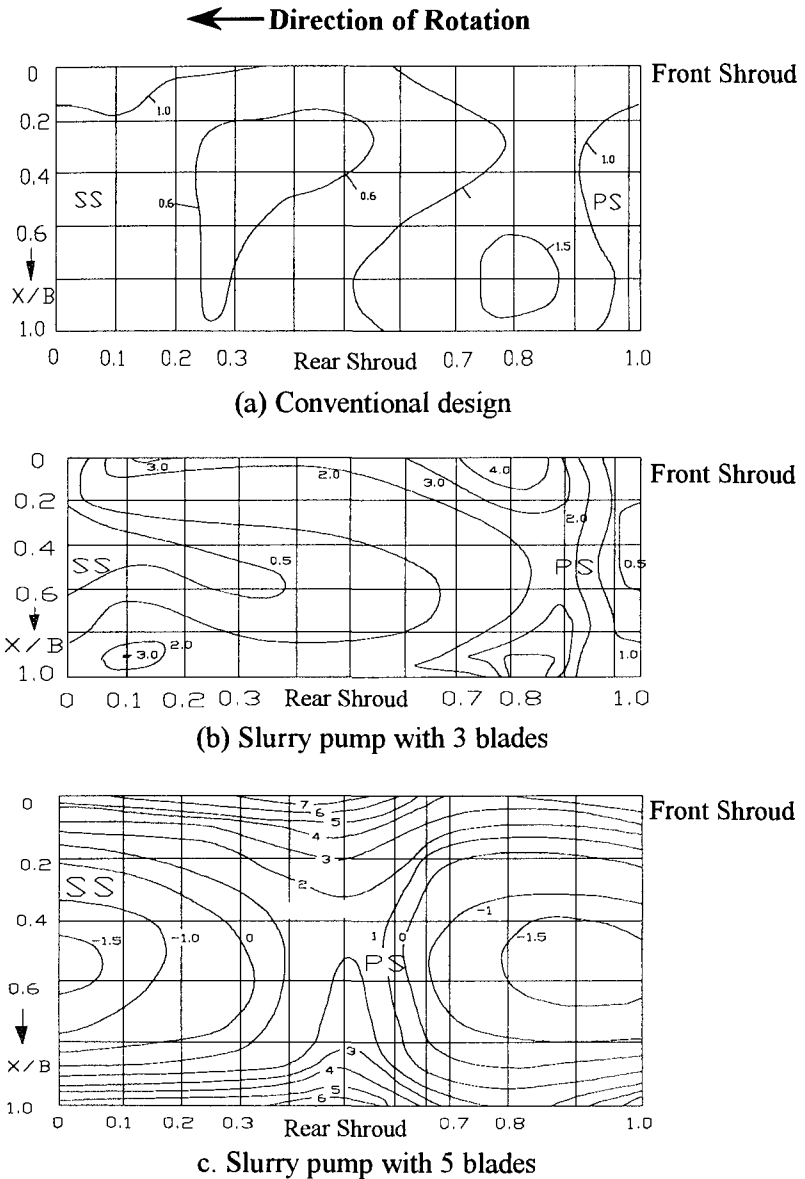 Direction of Rotation
0
Front Shroud
1.0
0.2
1.0
0.4
SS
0.6
0.6
PS
0.6
1.5
X/B
1.0
0 0.1 0.2 0.3 Rear Shroud 0.7 0.8 1.0
(a) Conventional design
0
3.0
2.0
3.0
4.0
Front Shroud
0.2
2.0
0.4
SS
0.5
PS
0.5
0.6
X/B
2.0
3.0
1.0
1.0
0 0.1 0.2 0.3 Rear Shroud 0.7 0.8 1.0
(b) Slurry pump with 3 blades
0
7
6
5
Front Shroud
4
3
0.2
SS
2
-1
0.4
-1.5
-1.0
0
1
0
-1.5
PS
0.6
3
X/B
4
5
1.0
6
0 0.1 0.2 0.3 Rear Shroud 0.7 0.8 1.0
c. Slurry pump with 5 blades